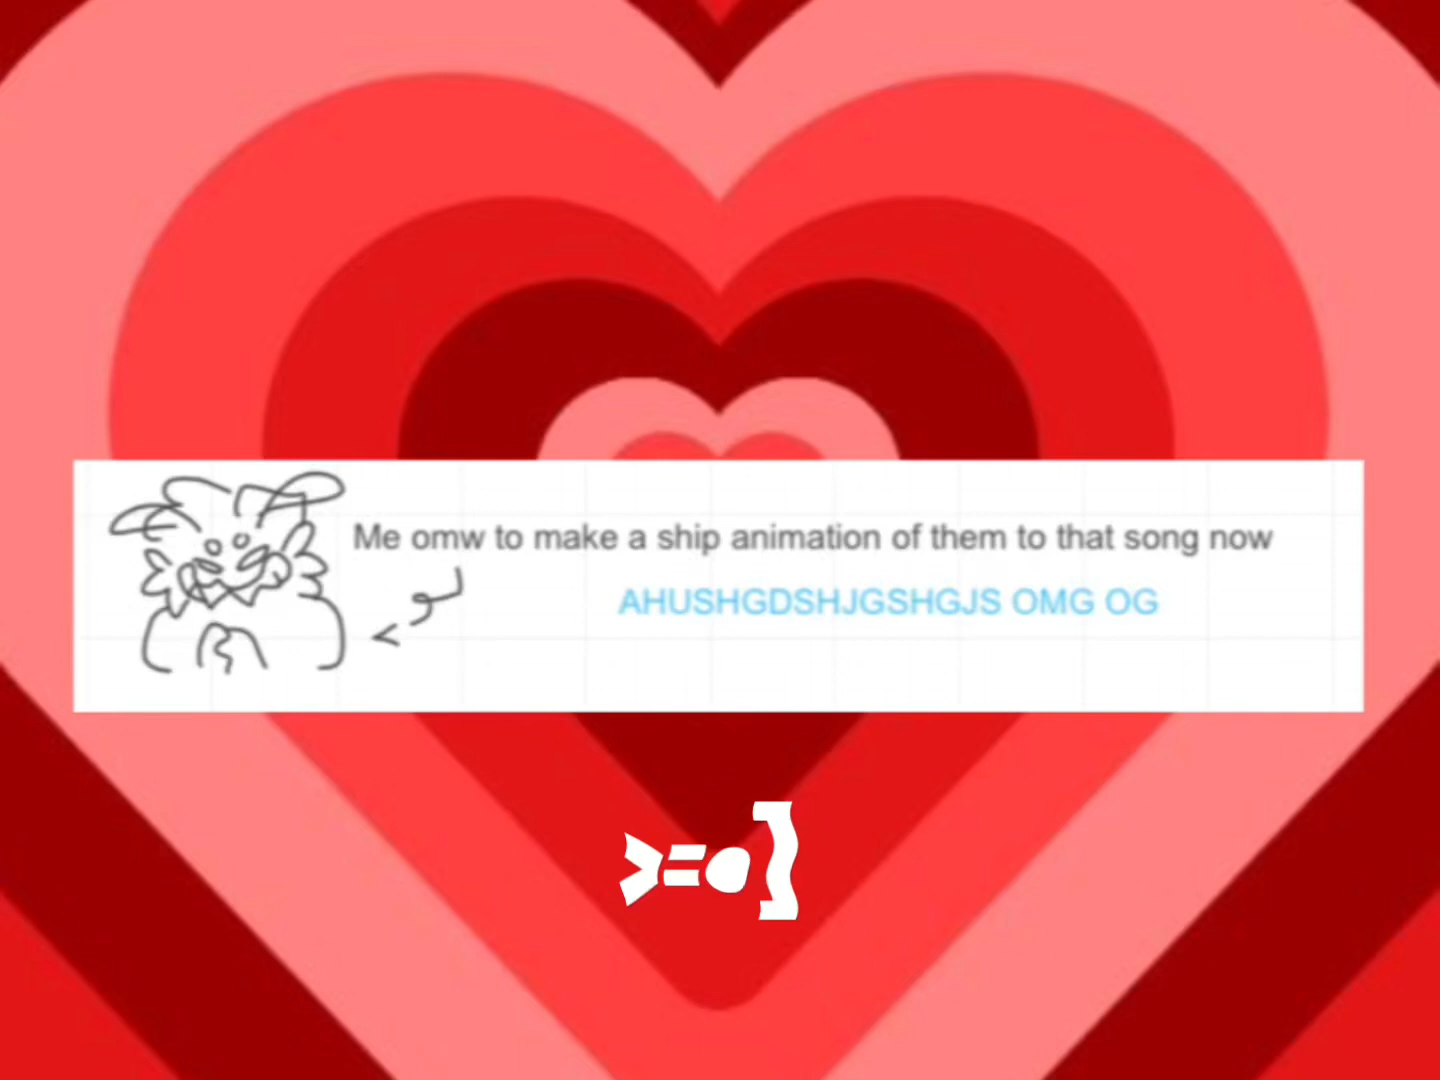 Me omw to make a ship animation of them to that song now
AHUSHGDSHJGSHGJS OMG OG
>=●]